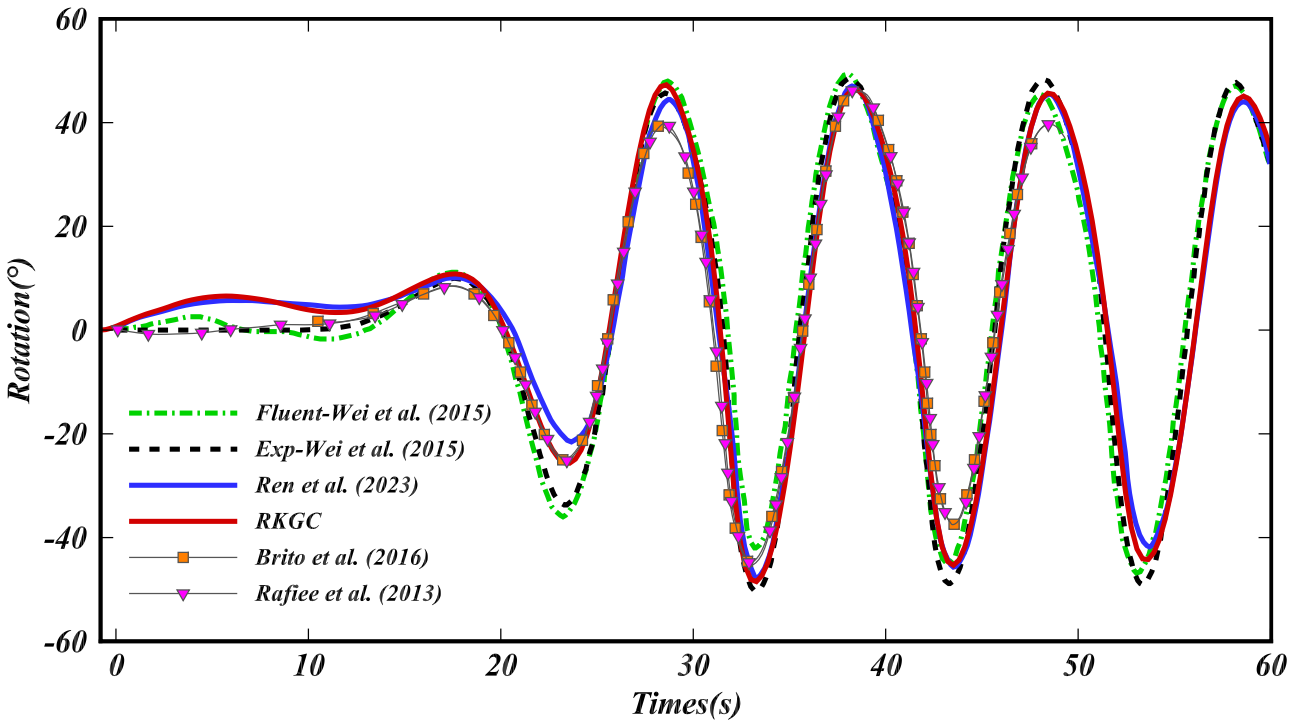 60
40
20
0
-20
-40
-60
Rotation(°)
Fluent-Wei et al. (2015)
Exp-Wei et al. (2015)
Ren et al. (2023)
RKGC
Brito et al. (2016)
Rafiee et al. (2013)
0 10 20 30 40 50 60
Times(s)